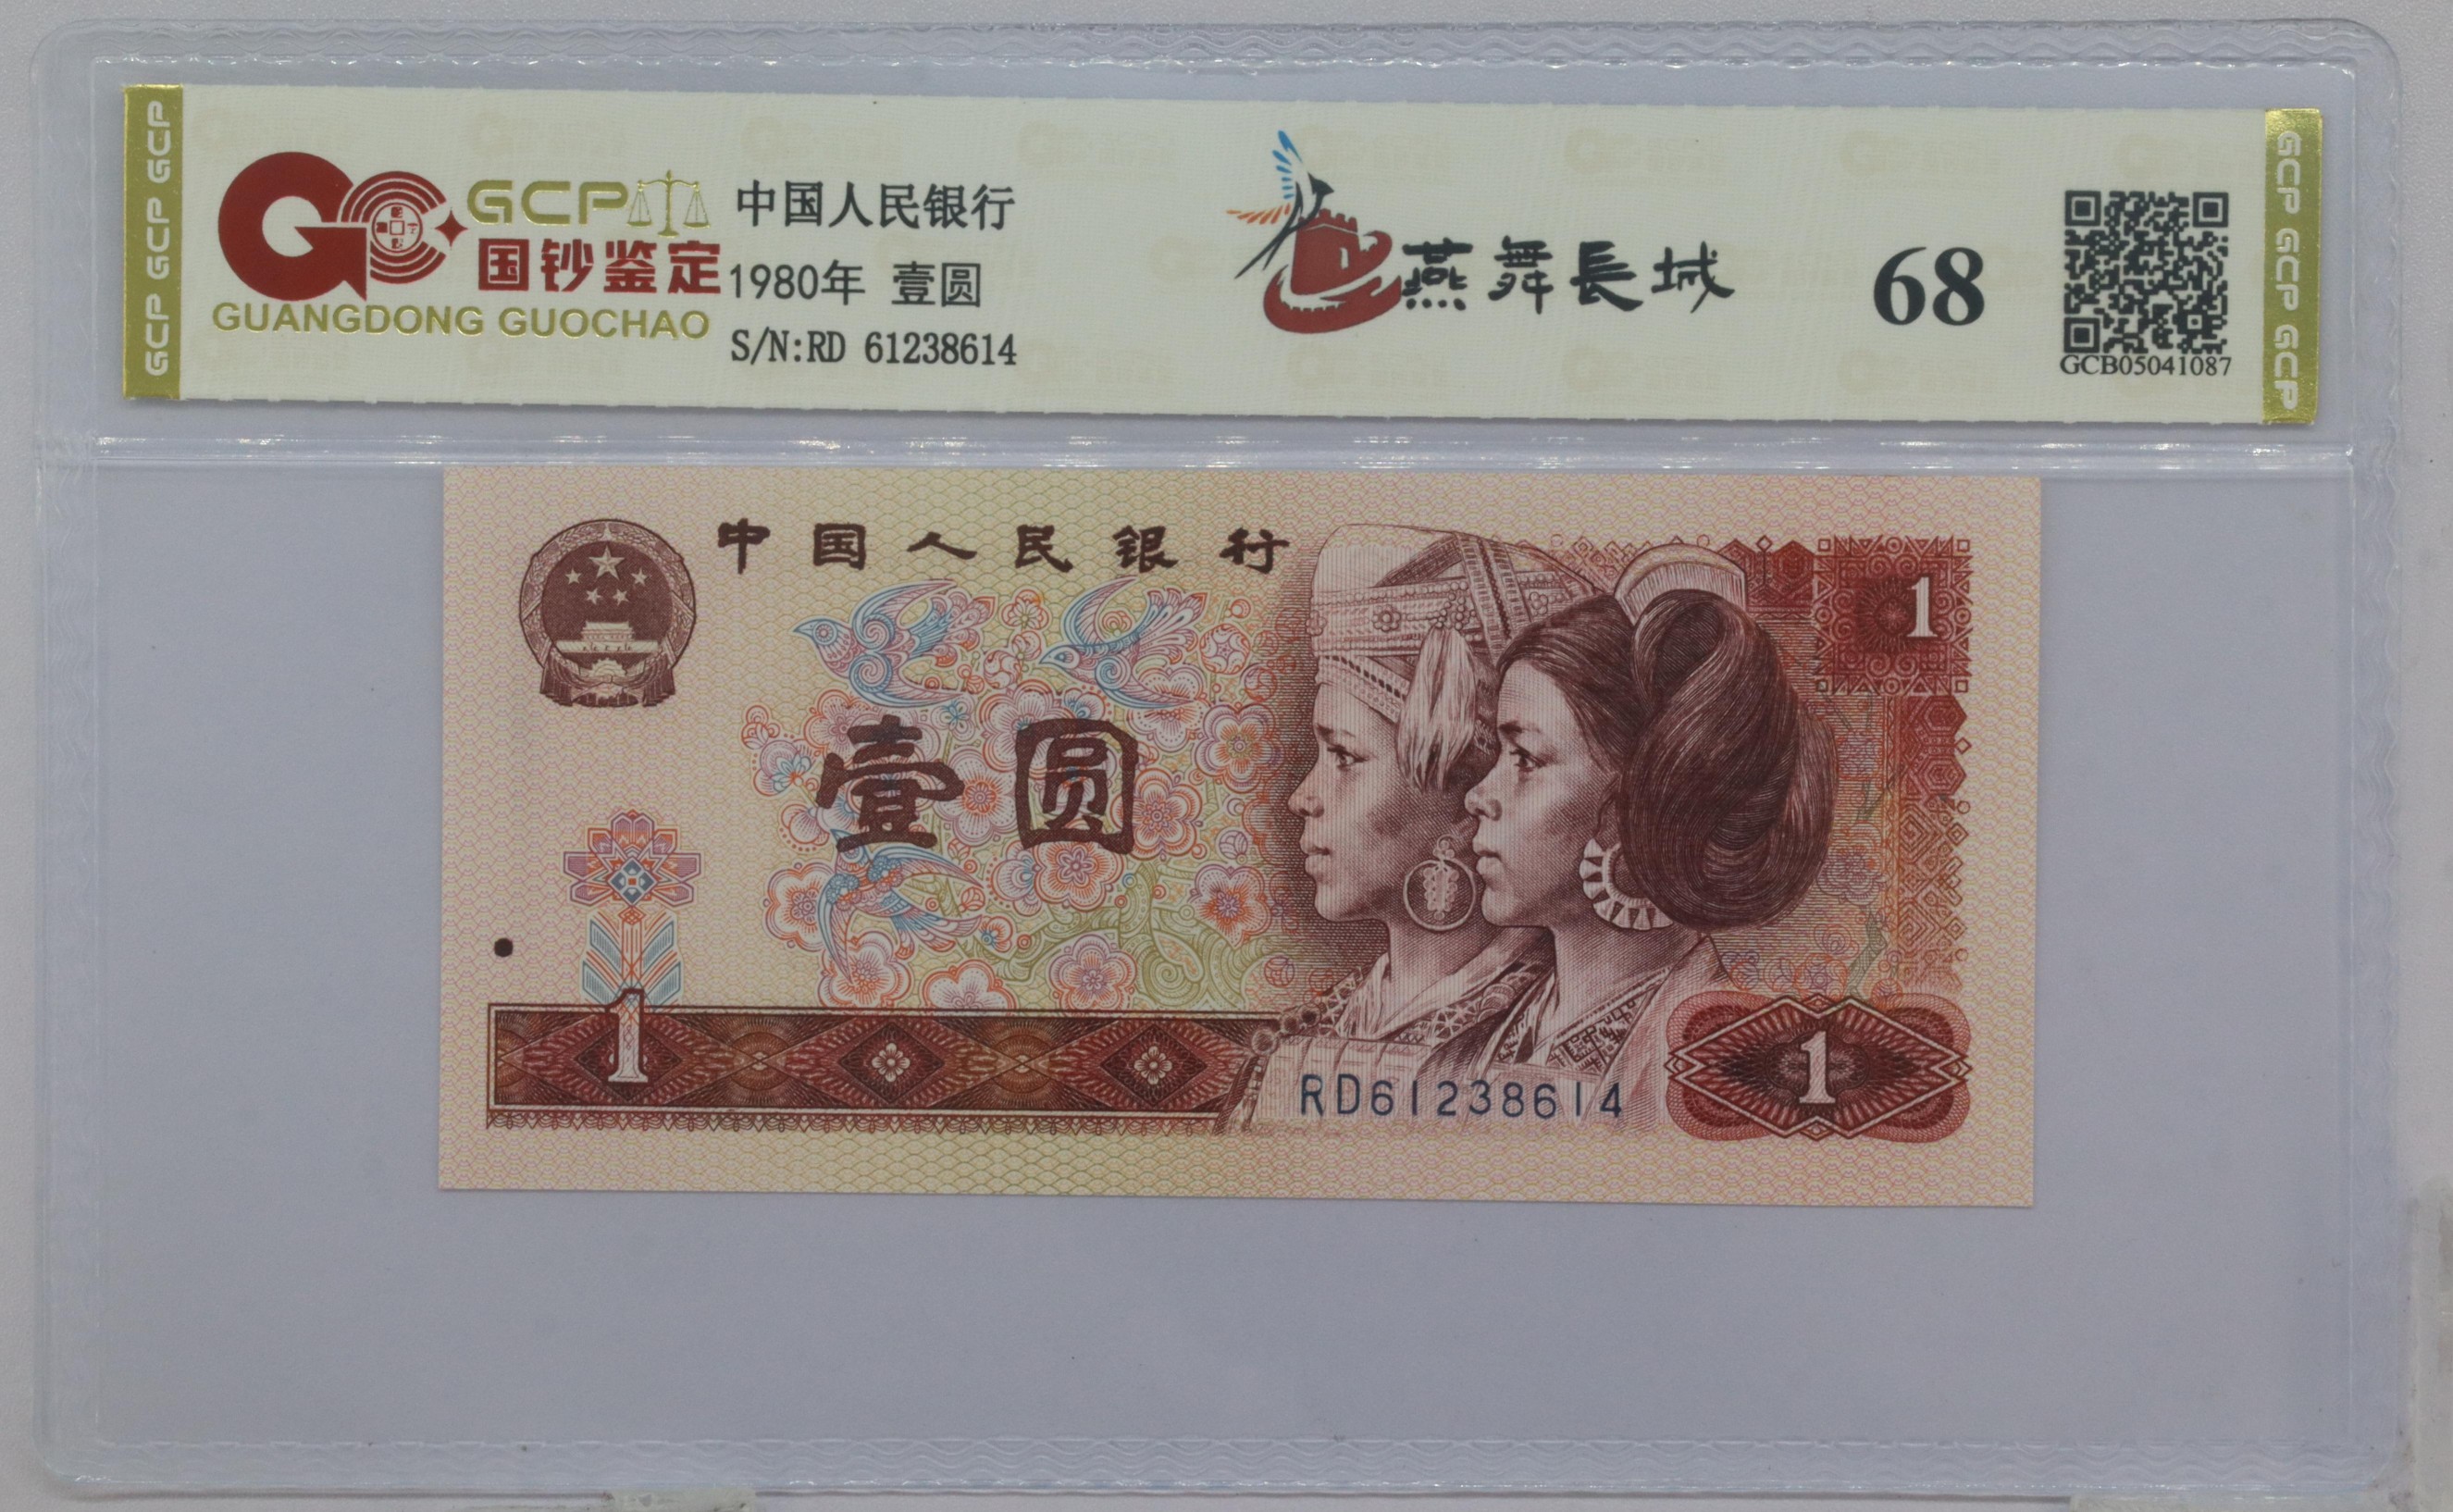 GCP GCP GCP
GCP
国钞鉴定
GUANGDONG GUOCHAO
中国人民银行
1980年 壹圆
S/N:RD 61238614
燕舞長城
68
GCB05041087
GCP GCP GCP
中国人民银行
1
壹圆
1
RD61238614
1